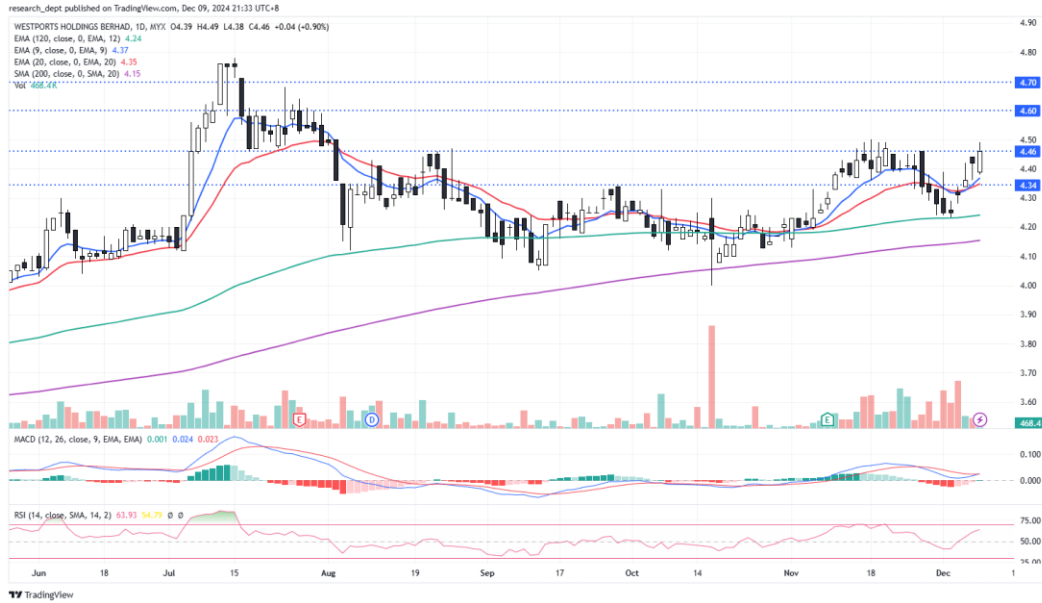 research_dept published on TradingView.com, Dec 09, 2024 21:33 UTC+8
WESTPORTS HOLDINGS BERHAD, 1D, MYX O4.39 H4.49 L4.38 C4.46 +0.04 (+0.90%)
EMA (120, close, 0, EMA, 12) 4.24
EMA (9, close, 0, EMA, 9) 4.37
EMA (20, close, 0, EMA, 20) 4.35
SMA (200, close, 0, SMA, 20) 4.15
Vol 468.4K
4.90
4.80
4.70
4.60
4.50
4.46
4.40
4.34
4.30
4.20
4.10
4.00
3.90
3.80
3.70
3.60
468.4
E
D
E
MACD (12, 26, close, 9, EMA, EMA) 0.001 0.024 0.023
0.100
0.000
RSI (14, close, SMA, 14, 2) 63.93 54.79 Ø Ø
75.00
50.00
25.00
Jun 18 Jul 15 Aug 19 Sep 17 Oct 14 Nov 18 Dec 1
TradingView